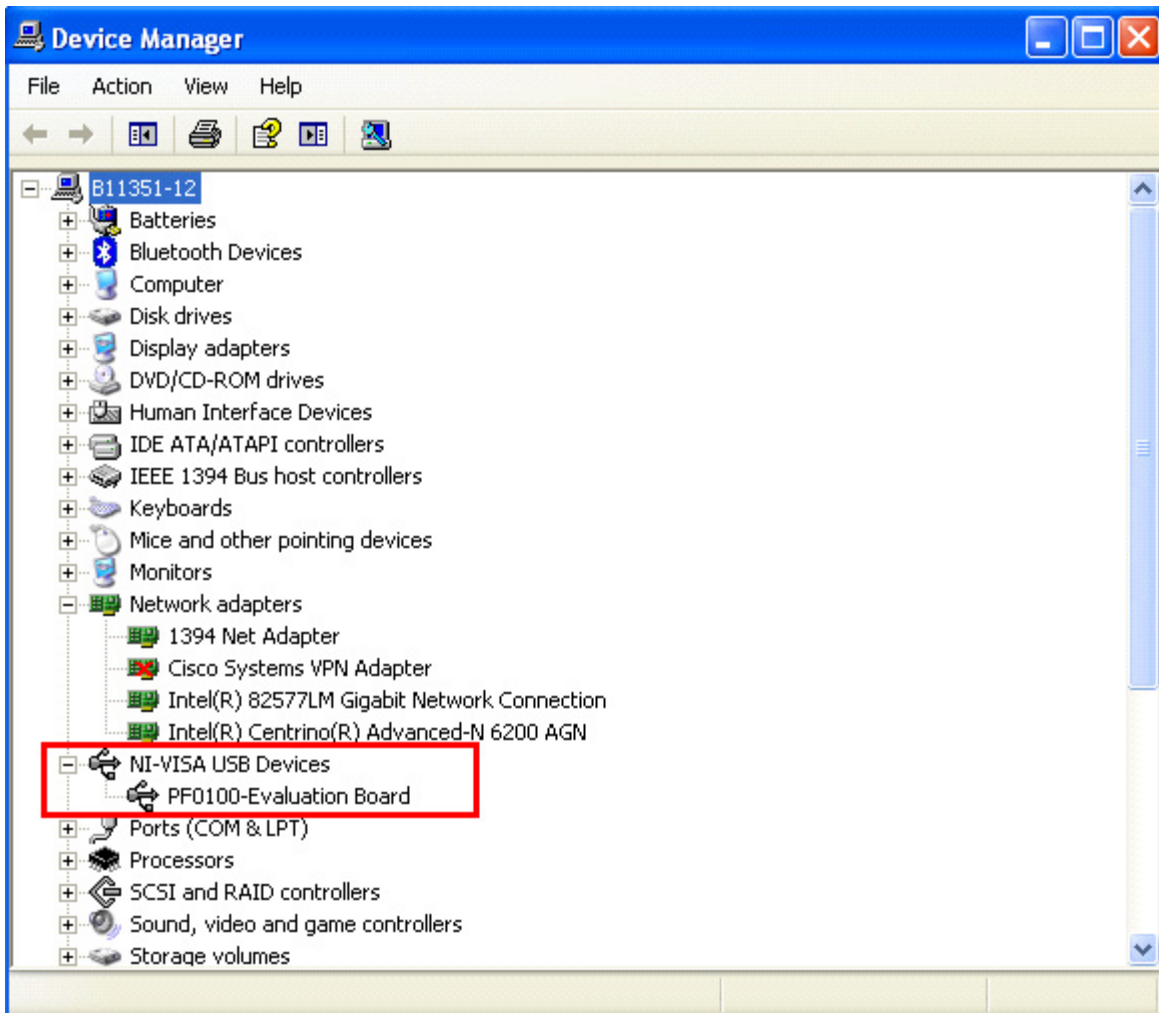 Device Manager
File Action View Help
B11351-12
Batteries
Bluetooth Devices
Computer
Disk drives
Display adapters
DVD/CD-ROM drives
Human Interface Devices
IDE ATA/ATAPI controllers
IEEE 1394 Bus host controllers
Keyboards
Mice and other pointing devices
Monitors
Network adapters
1394 Net Adapter
Cisco Systems VPN Adapter
Intel(R) 82577LM Gigabit Network Connection
Intel(R) Centrino(R) Advanced-N 6200 AGN
NI-VISA USB Devices
PF0100-Evaluation Board
Ports (COM & LPT)
Processors
SCSI and RAID controllers
Sound, video and game controllers
Storage volumes